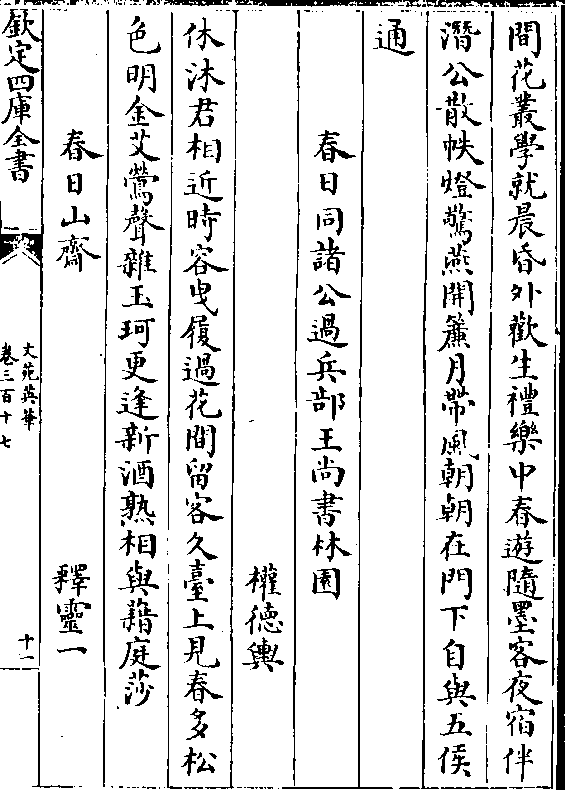 間花叢學就晨昏外歡生禮樂中春遊隨墨客夜宿伴
潛公散帙燈驚燕開簾月帶風朝朝在門下自與五侯
通
春日同諸公過兵部王尚書林園
權德輿
休沐君相近時容曳履過花間留客久臺上見春多松
色明金艾鶯聲雜玉珂更逢新酒熟相與藉庭莎
春日山齋
釋靈一
欽定四庫全書
文苑英華
卷三百十七
十一